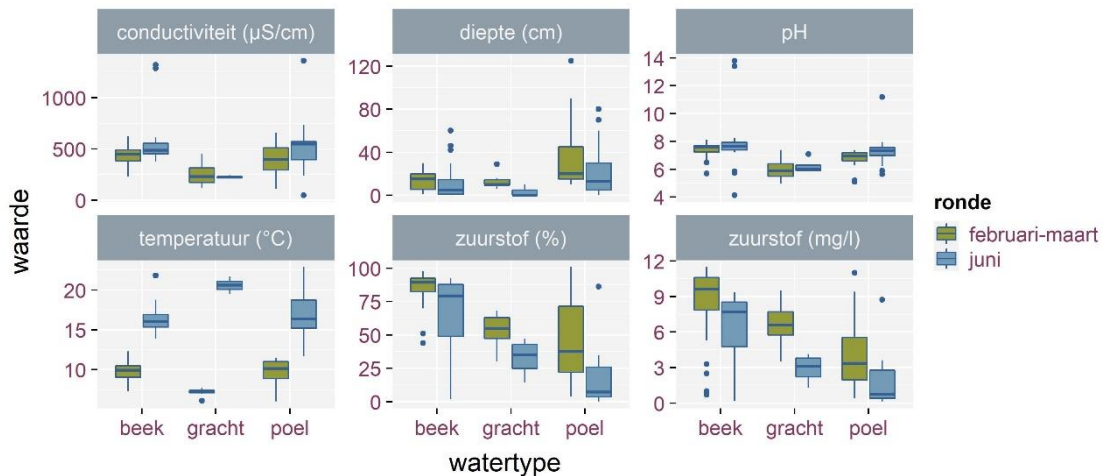 conductiviteit (µS/cm)
diepte (cm)
pH
1000
500
0
120
80
40
0
14
12
10
8
6
4
temperatuur (°C)
zuurstof (%)
zuurstof (mg/l)
20
15
10
100
75
50
25
0
12
9
6
3
0
beek gracht poel
beek gracht poel
beek gracht poel
watertype
waarde
ronde
februari-maart
juni